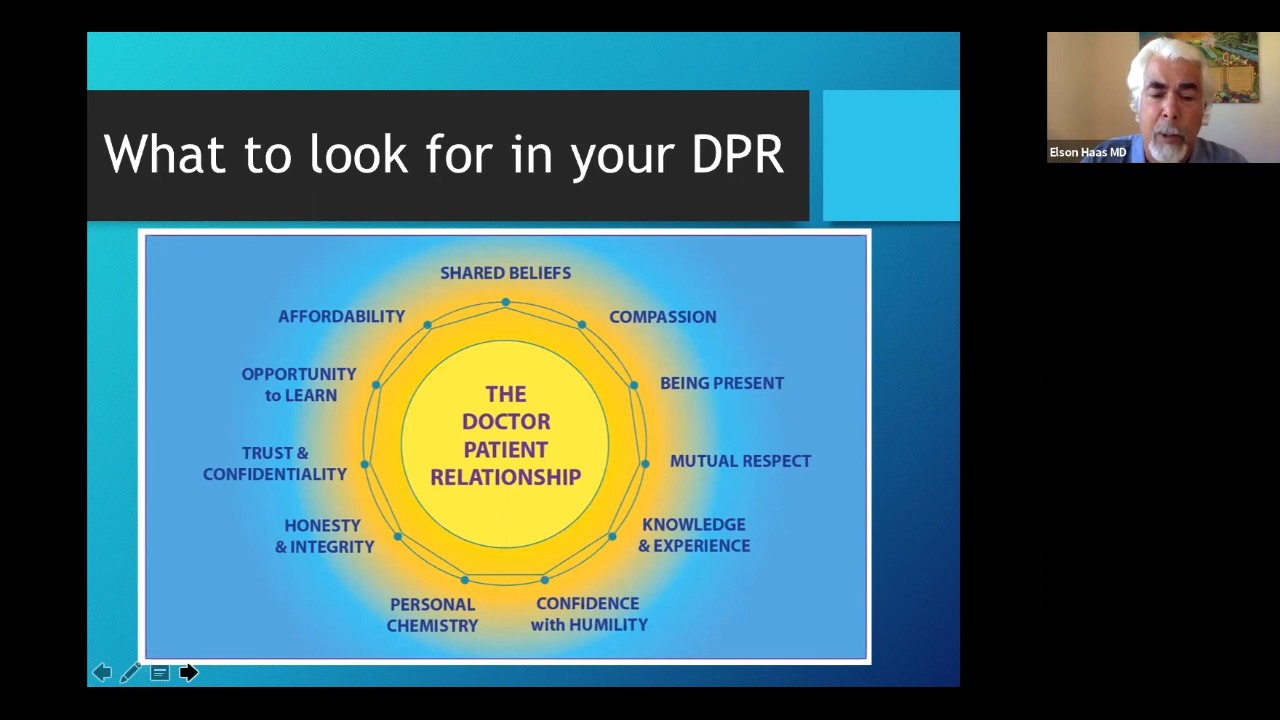 What to look for in your DPR
Elson Haas MD
SHARED BELIEFS
AFFORDABILITY
COMPASSION
OPPORTUNITY
to LEARN
BEING PRESENT
THE
DOCTOR
PATIENT
RELATIONSHIP
TRUST &
CONFIDENTIALITY
MUTUAL RESPECT
HONESTY
& INTEGRITY
KNOWLEDGE
& EXPERIENCE
PERSONAL
CHEMISTRY
CONFIDENCE
with HUMILITY